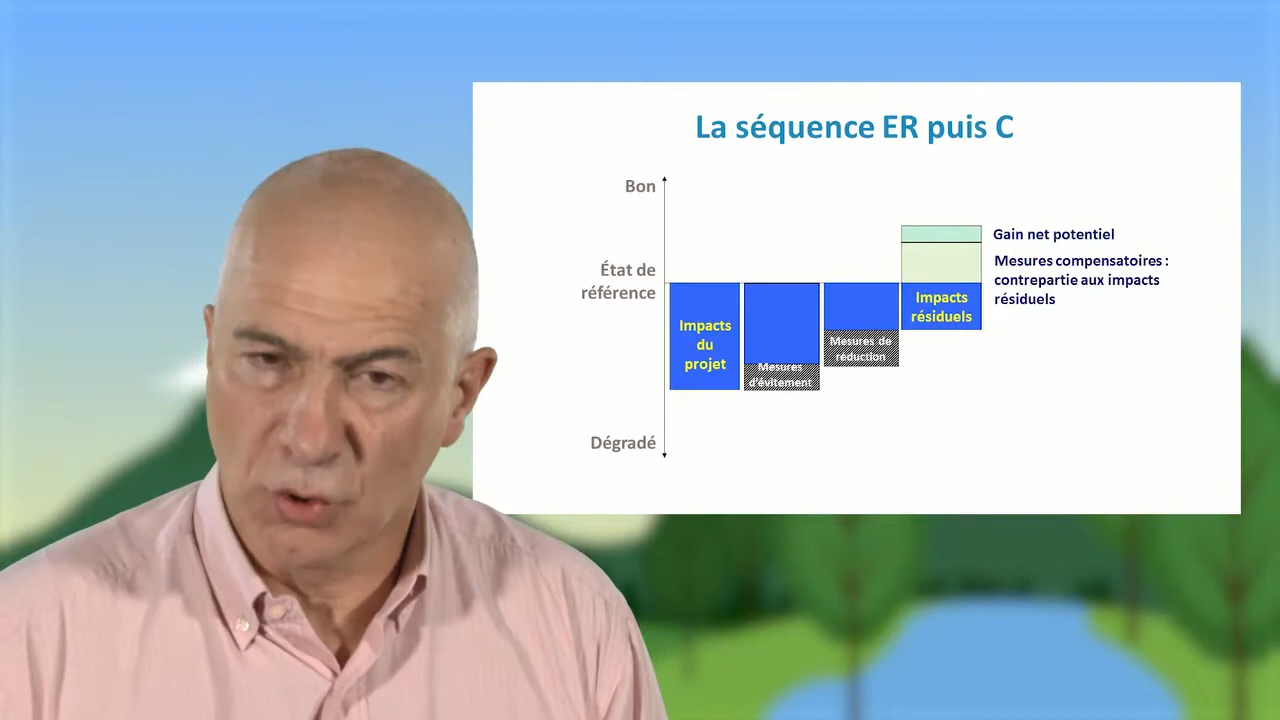 La séquence ER puis C
Bon
État de
référence
Dégradé
Impacts
du
projet
Mesures
d'évitement
Mesures de
réduction
Impacts
résiduels
Gain net potentiel
Mesures compensatoires :
contrepartie aux impacts
résiduels